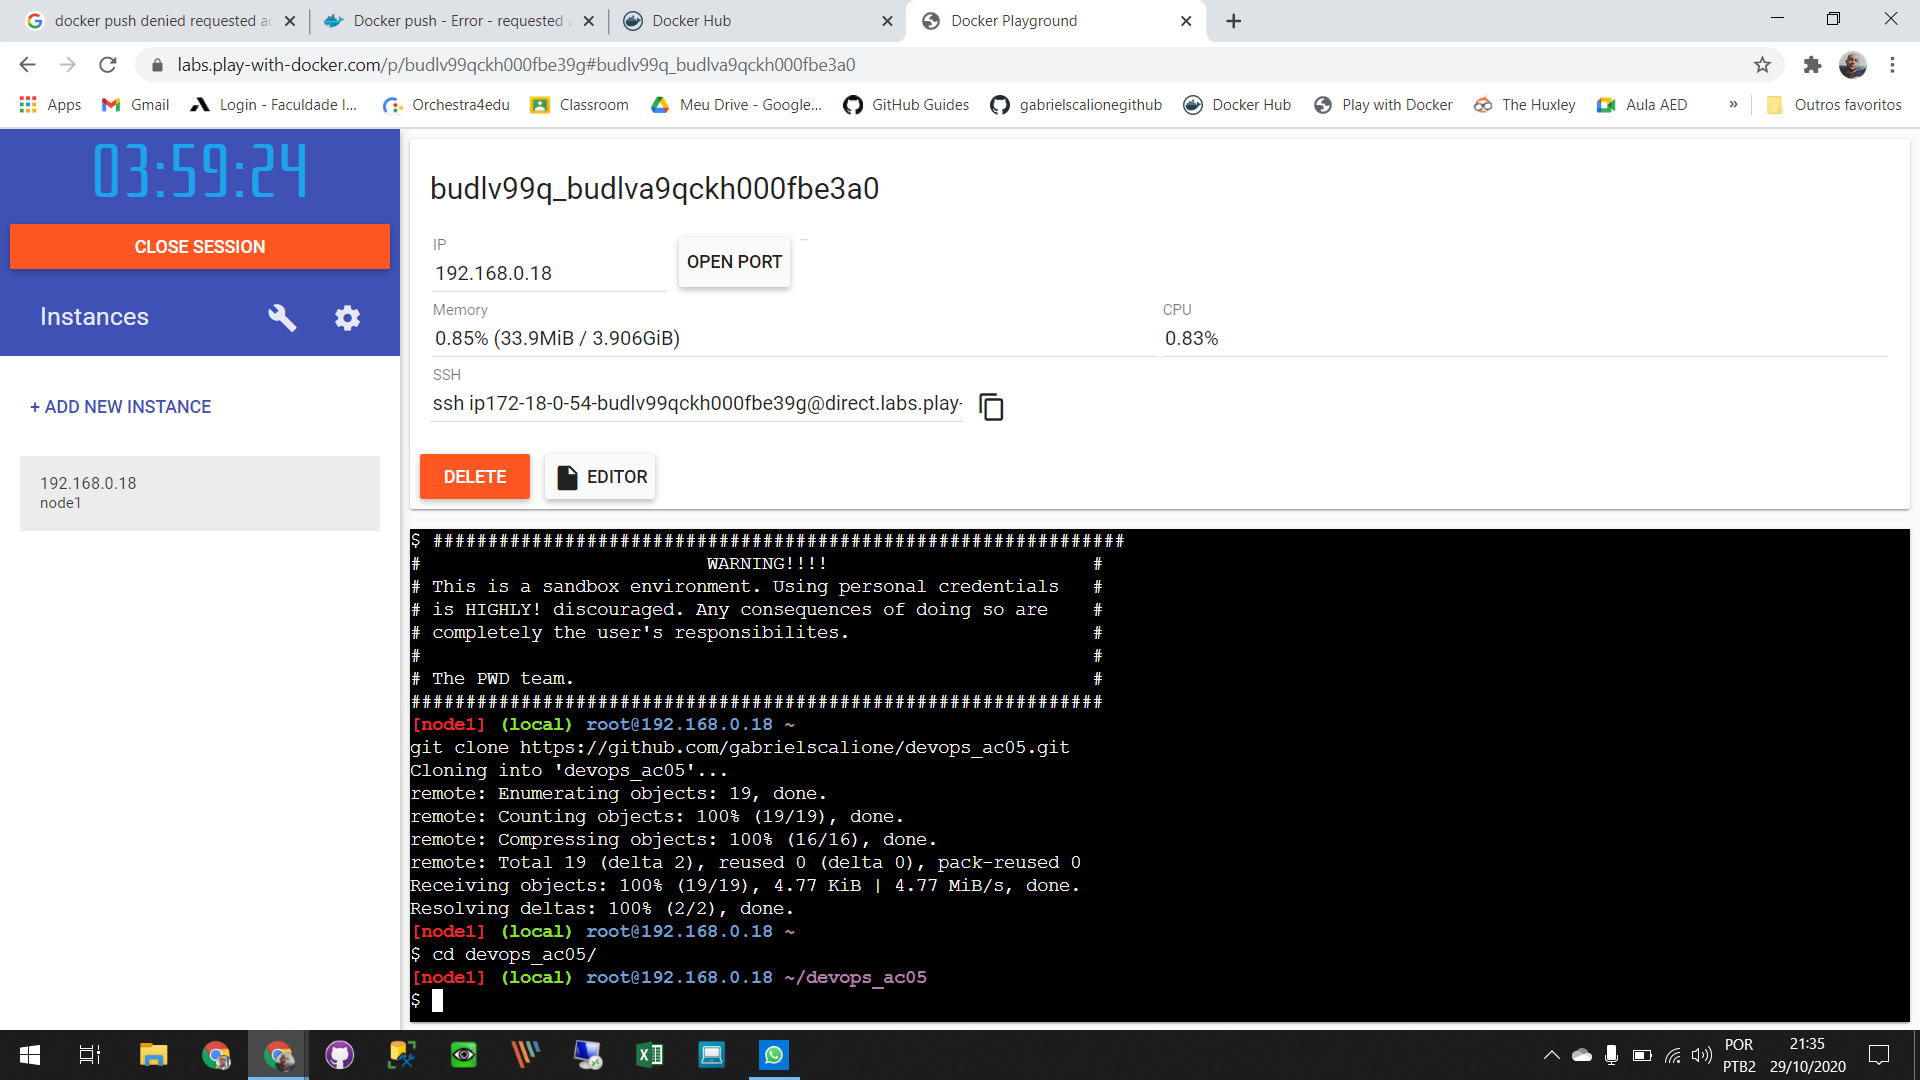 docker push denied requested ac
Docker push - Error - requested a
Docker Hub
Docker Playground
labs.play-with-docker.com/p/budlv99qckh000fbe39g#budlv99q_budlva9qckh000fbe3a0
Apps
Gmail
Login - Faculdade I...
Orchestra4edu
Classroom
Meu Drive - Google...
GitHub Guides
gabrielscalionegithub
Docker Hub
Play with Docker
The Huxley
Aula AED
»
Outros favoritos
03:59:24
CLOSE SESSION
Instances
+ ADD NEW INSTANCE
192.168.0.18
node1
budlv99q_budlva9qckh000fbe3a0
IP
192.168.0.18
OPEN PORT
Memory
0.85% (33.9MiB / 3.906GiB)
CPU
0.83%
SSH
ssh ip172-18-0-54-budlv99qckh000fbe39g@direct.labs.play-
DELETE
EDITOR
$ ###############################################################
# WARNING!!!! #
# This is a sandbox environment. Using personal credentials #
# is HIGHLY! discouraged. Any consequences of doing so are #
# completely the user's responsibilites. #
# #
# The PWD team. #
###############################################################
[node1] (local) root@192.168.0.18 ~
git clone https://github.com/gabrielscalione/devops_ac05.git
Cloning into 'devops_ac05'...
remote: Enumerating objects: 19, done.
remote: Counting objects: 100% (19/19), done.
remote: Compressing objects: 100% (16/16), done.
remote: Total 19 (delta 2), reused 0 (delta 0), pack-reused 0
Receiving objects: 100% (19/19), 4.77 KiB | 4.77 MiB/s, done.
Resolving deltas: 100% (2/2), done.
[node1] (local) root@192.168.0.18 ~
$ cd devops_ac05/
[node1] (local) root@192.168.0.18 ~/devops_ac05
$
POR
PTB2
21:35
29/10/2020